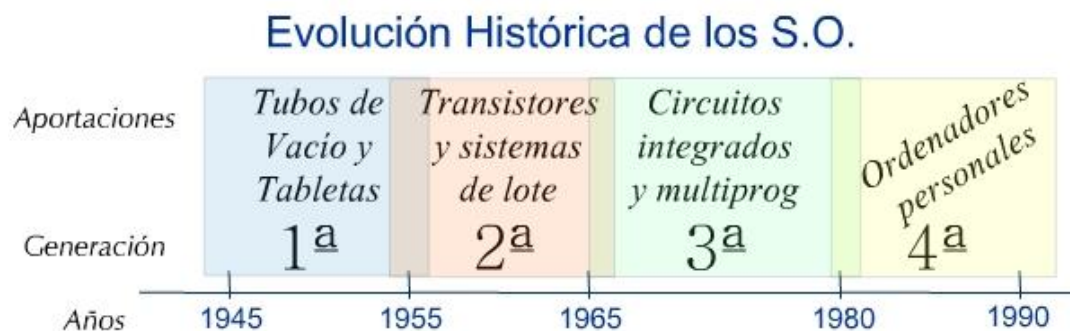 Evolución Histórica de los S.O.
Aportaciones
Tubos de
Vacío y
Tabletas
Transistores
y sistemas
de lote
Circuitos
integrados
y multiprog
Ordenadores
personales
Generación
1ª
2ª
3ª
4ª
Años
1945
1955
1965
1980
1990